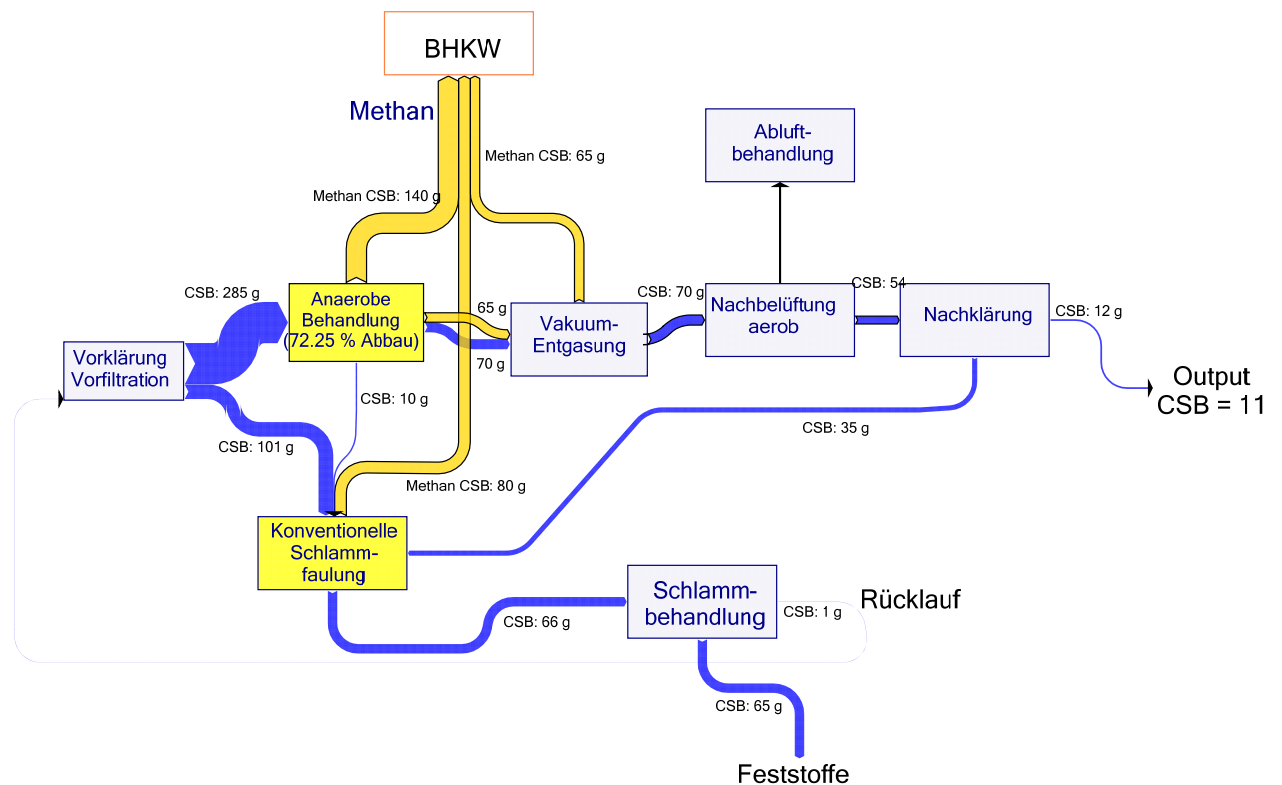 BHKW
Methan
Methan CSB: 65 g
Abluft-
behandlung
Methan CSB: 140 g
CSB: 285 g
Anaerobe
Behandlung
(72.25 % Abbau)
65 g
70 g
Vakuum-
Entgasung
CSB: 70 g
Nachbelüftung
aerob
CSB: 54
Nachklärung
CSB: 12 g
Output
CSB = 11
Vorklärung
Vorfiltration
CSB: 10 g
CSB: 101 g
CSB: 35 g
Methan CSB: 80 g
Konventionelle
Schlamm-
faulung
CSB: 66 g
Schlamm-
behandlung
CSB: 1 g
Rücklauf
CSB: 65 g
Feststoffe